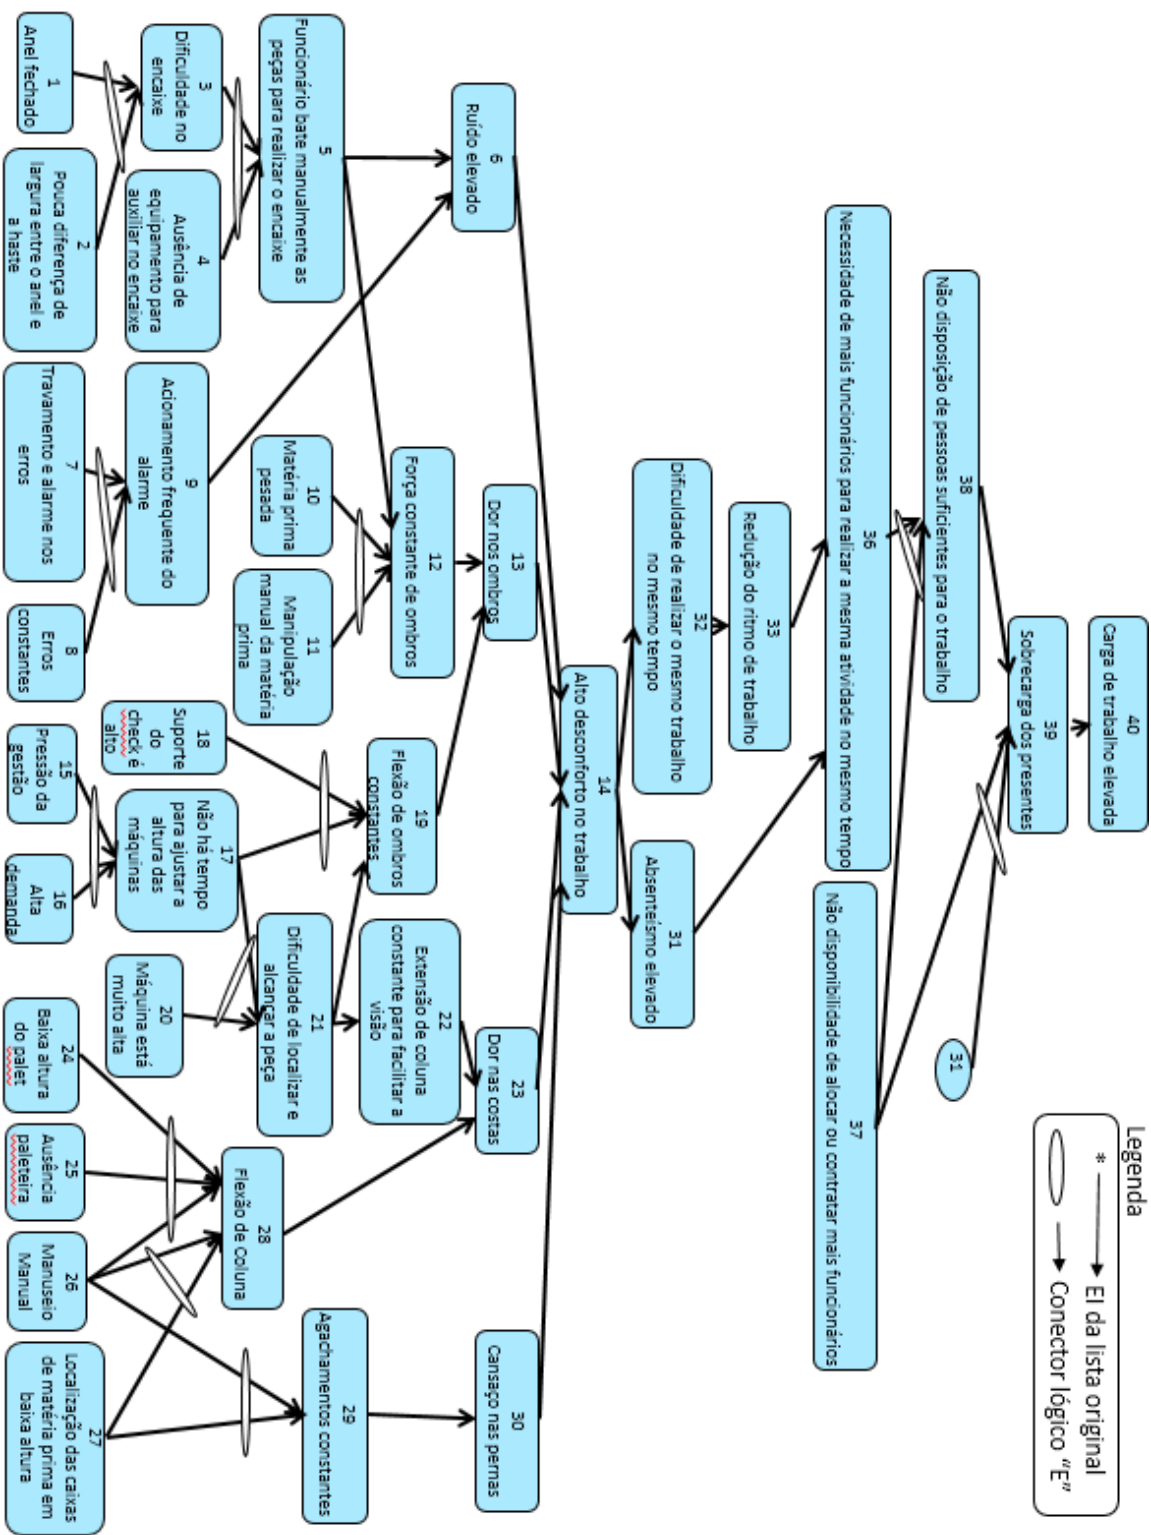 Legenda
* → EI da lista original
→ Conector lógico “E”
40
Carga de trabalho elevada
39
Sobrecarga dos presentes
31
38
Não disposição de pessoas suficientes para o trabalho
36
Necessidade de mais funcionários para realizar a mesma atividade no mesmo tempo
37
Não disponibilidade de alocar ou contratar mais funcionários
33
Redução do ritmo de trabalho
32
Dificuldade de realizar o mesmo trabalho
no mesmo tempo
31
Absenteísmo elevado
14
Alto desconforto no trabalho
6
Ruído elevado
13
Dor nos ombros
23
Dor nas costas
30
Cansaço nas pernas
5
Funcionário bate manualmente as
peças para realizar o encaixe
12
Força constante de ombros
19
Flexão de ombros
constantes
22
Extensão de coluna
constante para facilitar a
visão
29
Agachamentos constantes
3
Dificuldade no
encaixe
4
Ausência de
equipamento para
auxiliar no encaixe
9
Acionamento frequente do
alarme
10
Matéria prima
pesada
11
Manipulação
manual da matéria
prima
18
Suporte
do
check é
alto
17
Não há tempo
para ajustar a
altura das
máquinas
21
Dificuldade de localizar e
alcançar a peça
20
Máquina está
muito alta
28
Flexão de Coluna
1
Anel fechado
2
Pouca diferença de
largura entre o anel e
a haste
7
Travamento e alarme nos
erros
8
Erros
constantes
15
Pressão da
gestão
16
Alta
demanda
24
Baixa altura
do palet
25
Ausência
paleteira
26
Manuseio
Manual
27
Localização das caixas
de matéria prima em
baixa altura